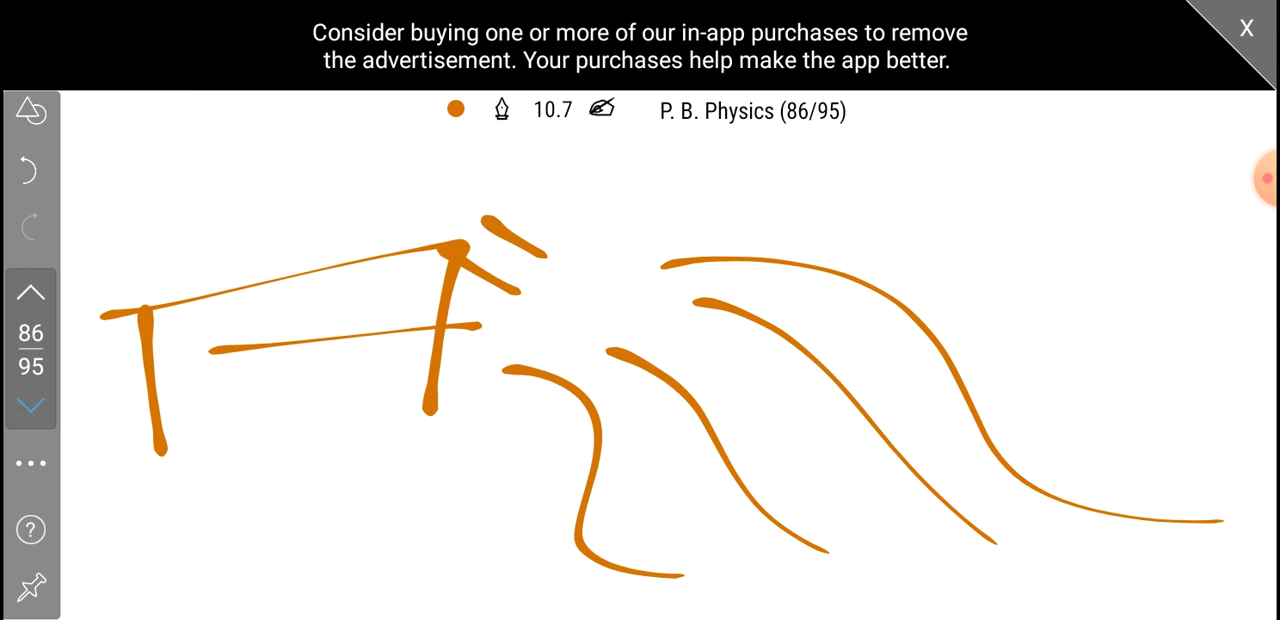 Consider buying one or more of our in-app purchases to remove
the advertisement. Your purchases help make the app better.
X
10.7 P. B. Physics (86/95)
86
95
?